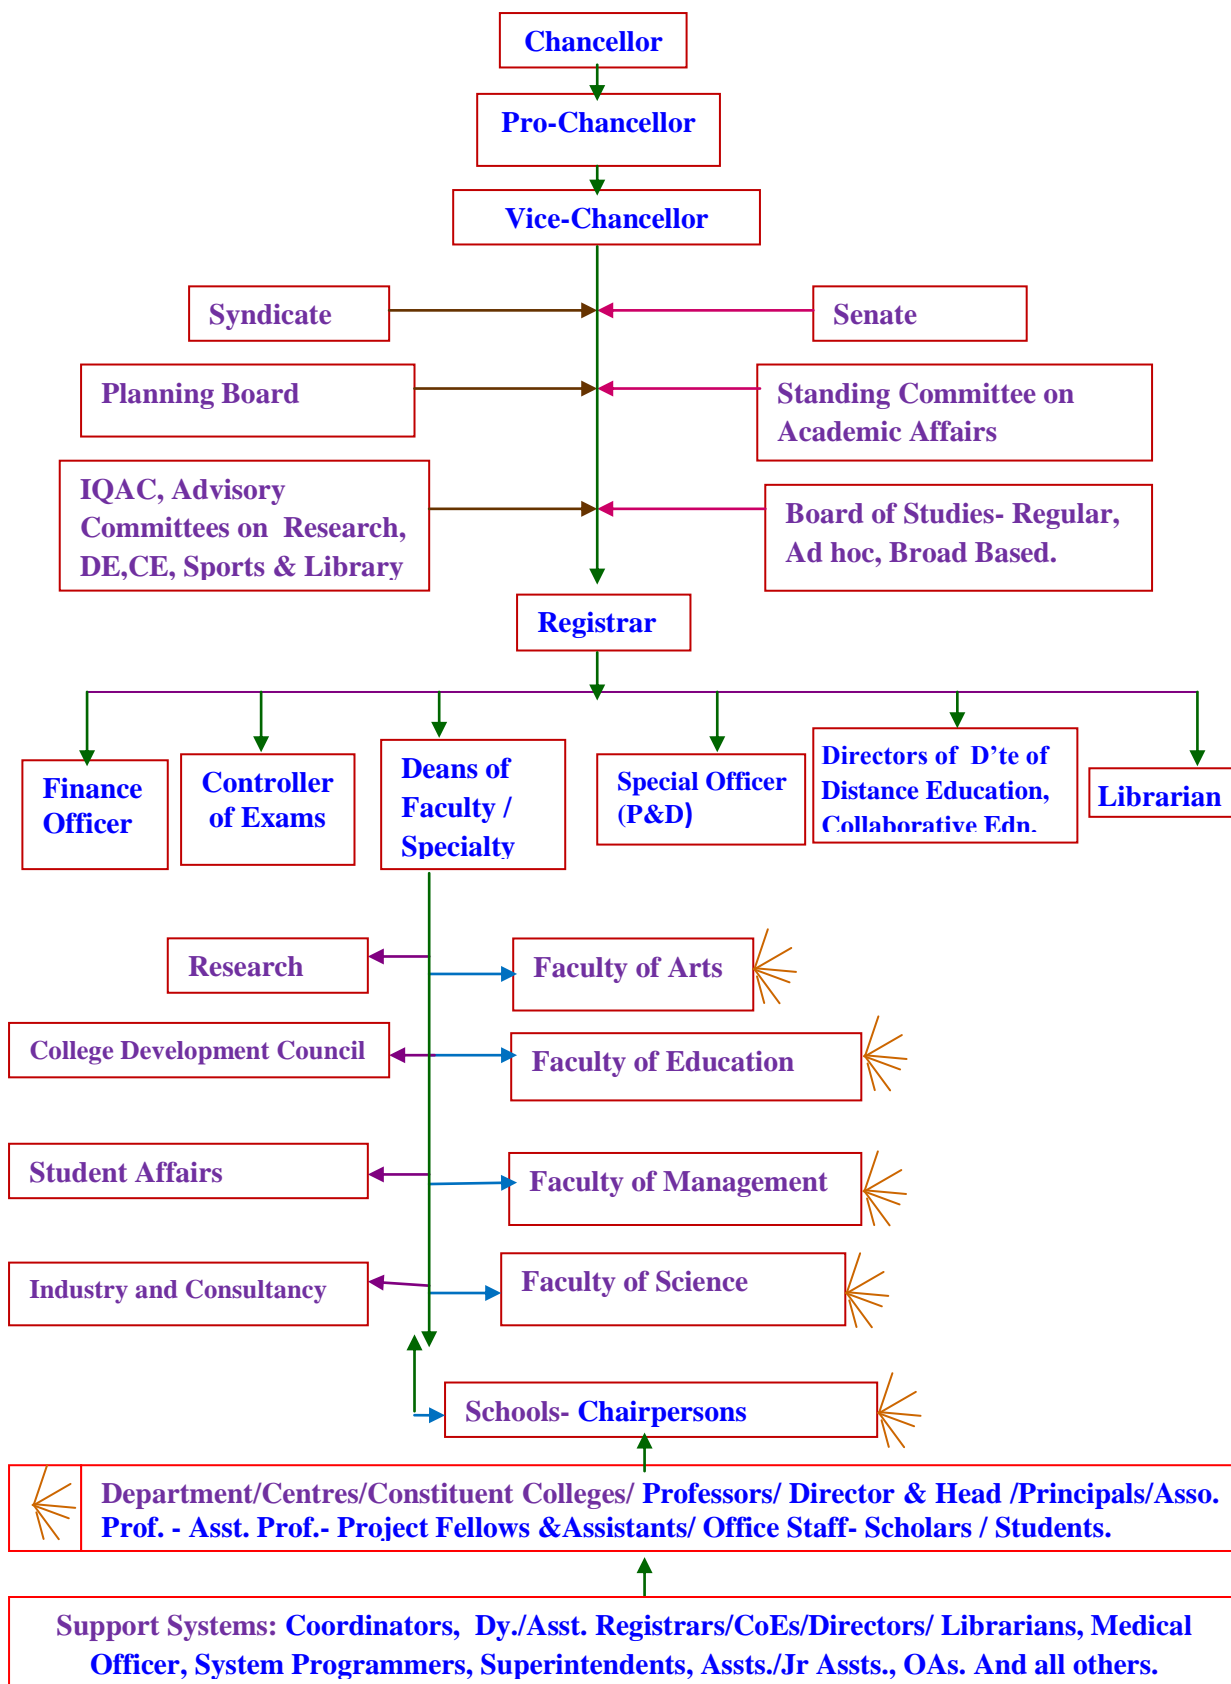 Chancellor
Pro-Chancellor
Vice-Chancellor
Syndicate
Senate
Planning Board
Standing Committee on
Academic Affairs
IQAC, Advisory
Committees on Research,
DE,CE, Sports & Library
Board of Studies- Regular,
Ad hoc, Broad Based.
Registrar
Finance
Officer
Controller
of Exams
Deans of
Faculty /
Specialty
Special Officer
(P&D)
Directors of D’te of
Distance Education,
Collaborative Edn.
Librarian
Research
Faculty of Arts
College Development Council
Faculty of Education
Student Affairs
Faculty of Management
Industry and Consultancy
Faculty of Science
Schools- Chairpersons
Department/Centres/Constituent Colleges/ Professors/ Director & Head /Principals/Asso.
Prof. - Asst. Prof.- Project Fellows &Assistants/ Office Staff- Scholars / Students.
Support Systems: Coordinators, Dy./Asst. Registrars/CoEs/Directors/ Librarians, Medical
Officer, System Programmers, Superintendents, Assts./Jr Assts., OAs. And all others.